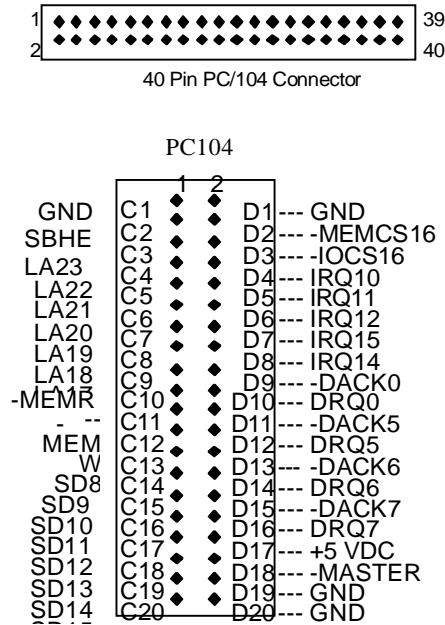 1 39
2 40
40 Pin PC/104 Connector
PC104
1 2
GND C1 D1 --- GND
SBHE C2 D2 --- -MEMCS16
LA23 C3 D3 --- -IOCS16
LA22 C4 D4 --- IRQ10
LA21 C5 D5 --- IRQ11
LA20 C6 D6 --- IRQ12
LA19 C7 D7 --- IRQ15
LA18 C8 D8 --- IRQ14
C9 D9 --- -DACK0
-MEMR C10 D10 --- DRQ0
- -- C11 D11 --- -DACK5
MEM C12 D12 --- DRQ5
W C13 D13 --- -DACK6
SD8 C14 D14 --- DRQ6
SD9 C15 D15 --- -DACK7
SD10 C16 D16 --- DRQ7
SD11 C17 D17 --- +5 VDC
SD12 C18 D18 --- -MASTER
SD13 C19 D19 --- GND
SD14 C20 D20 --- GND